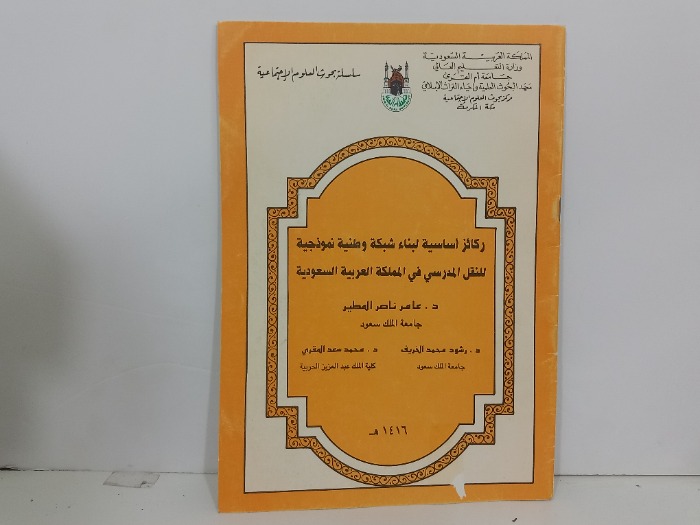 المملكة العربية السعودية
وزارة التعليم العالي
جامعة أم القرى
معهد البحوث العلمية وإحياء التراث الإسلامي
مركز بحوث العلوم الإجتماعية
مكة المكرمة
سلسلة بحوث العلوم الإجتماعية
ركائز أساسية لبناء شبكة وطنية نموذجية
للنقل المدرسي في المملكة العربية السعودية
د. عامر ناصر المطير
جامعة الملك سعود
د. رشود محمد الخريف
جامعة الملك سعود
د. محمد سعد المقري
كلية الملك عبد العزيز الحربية
١٤١٦ هـ